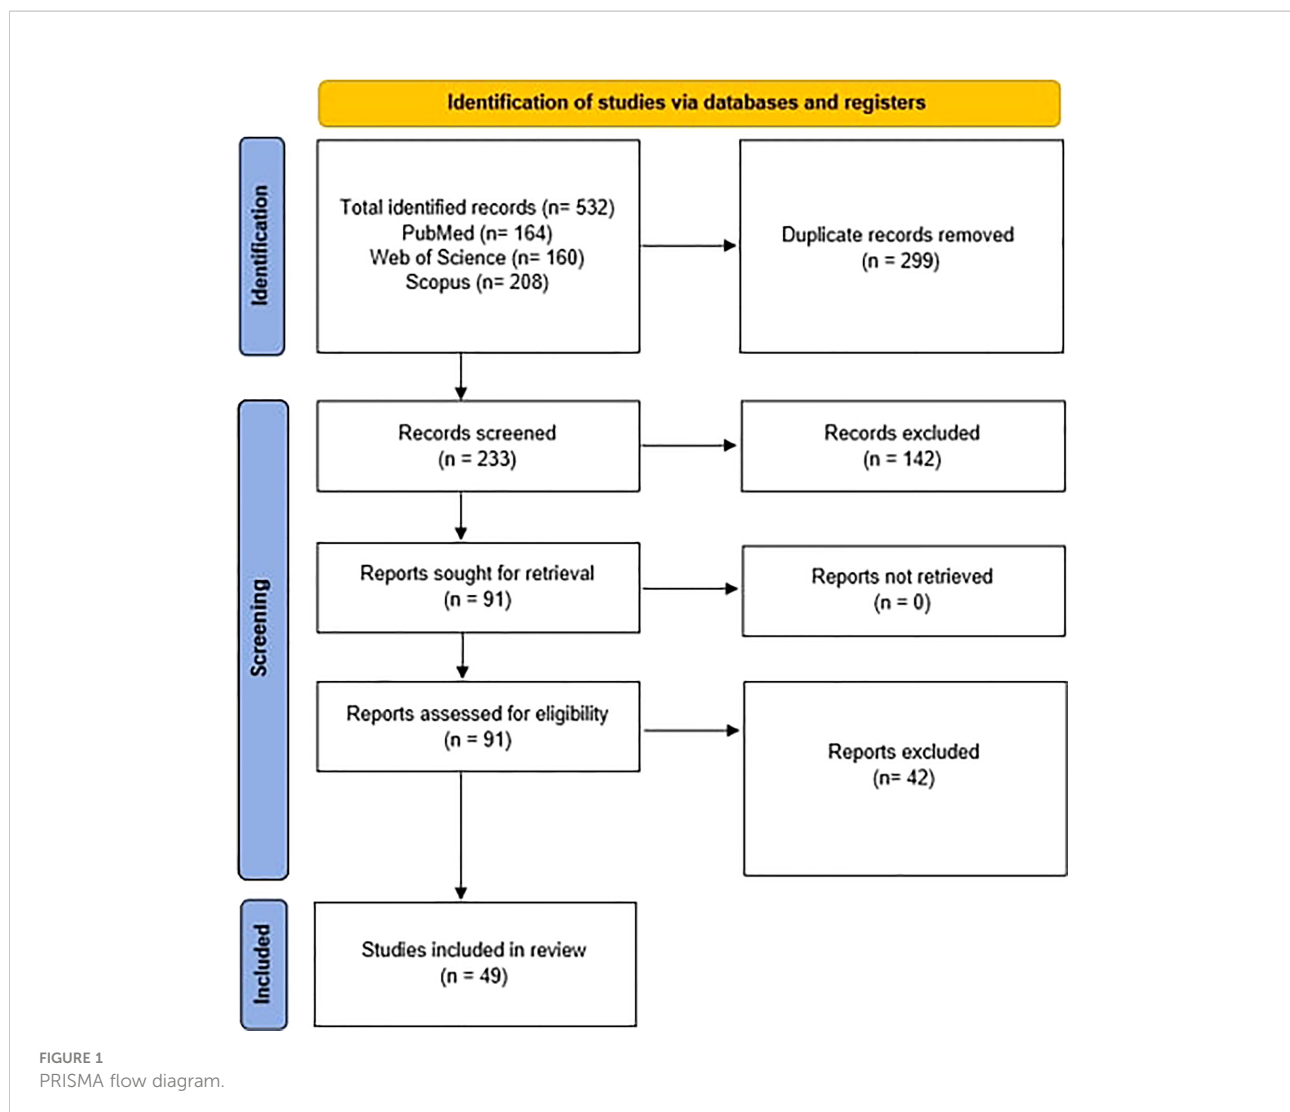 Identification of studies via databases and registers
Identification
Total identified records (n= 532)
PubMed (n= 164)
Web of Science (n= 160)
Scopus (n= 208)
Duplicate records removed
(n = 299)
Screening
Records screened
(n = 233)
Records excluded
(n = 142)
Reports sought for retrieval
(n = 91)
Reports not retrieved
(n = 0)
Reports assessed for eligibility
(n = 91)
Reports excluded
(n= 42)
Included
Studies included in review
(n = 49)
FIGURE 1
PRISMA flow diagram.